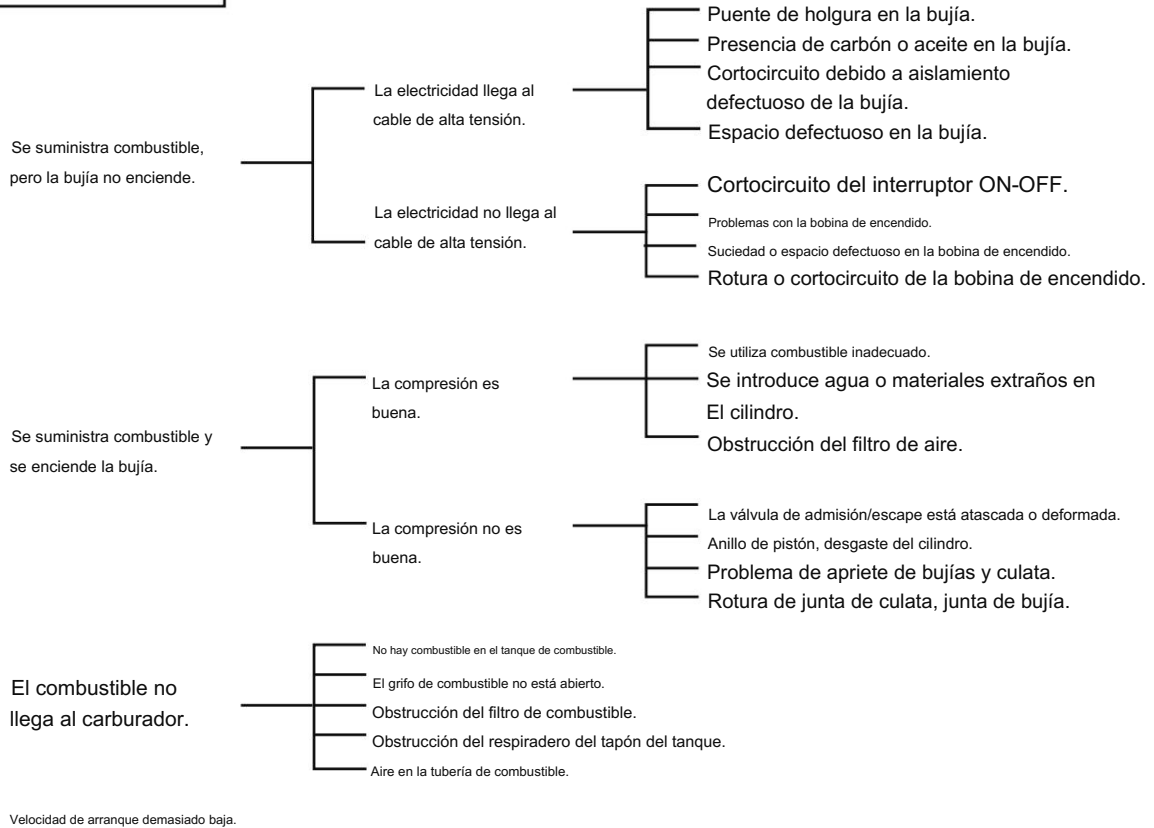 Puente de holgura en la bujía.
Presencia de carbón o aceite en la bujía.
La electricidad llega al
cable de alta tensión.
Cortocircuito debido a aislamiento
defectuoso de la bujía.
Espacio defectuoso en la bujía.
Se suministra combustible,
pero la bujía no enciende.
La electricidad no llega al
cable de alta tensión.
Cortocircuito del interruptor ON-OFF.
Problemas con la bobina de encendido.
Suciedad o espacio defectuoso en la bobina de encendido.
Rotura o cortocircuito de la bobina de encendido.
Se suministra combustible y
se enciende la bujía.
La compresión es
buena.
Se utiliza combustible inadecuado.
Se introduce agua o materiales extraños en
El cilindro.
Obstrucción del filtro de aire.
La compresión no es
buena.
La válvula de admisión/escape está atascada o deformada.
Anillo de pistón, desgaste del cilindro.
Problema de apriete de bujías y culata.
Rotura de junta de culata, junta de bujía.
El combustible no
llega al carburador.
No hay combustible en el tanque de combustible.
El grifo de combustible no está abierto.
Obstrucción del filtro de combustible.
Obstrucción del respiradero del tapón del tanque.
Aire en la tubería de combustible.
Velocidad de arranque demasiado baja.